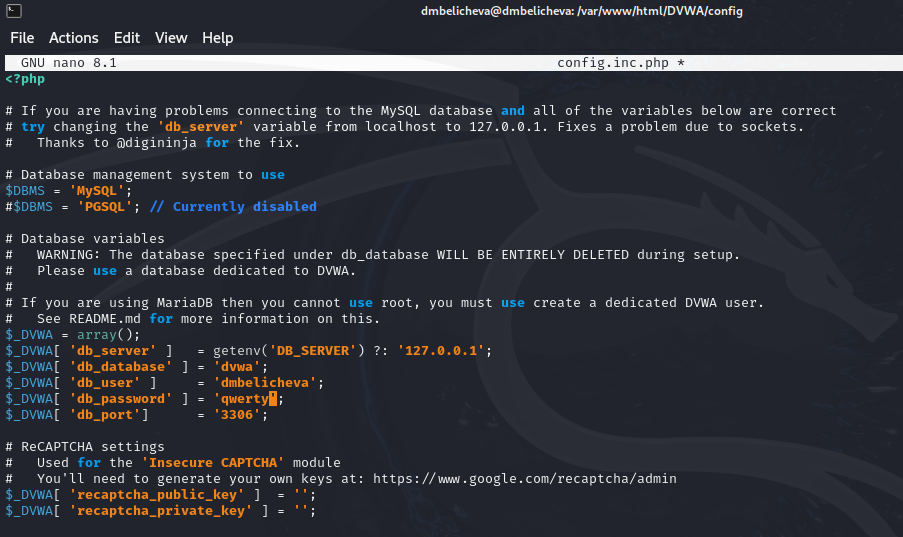 dmbelicheva@dmbelicheva: /var/www/html/DVWA/config
File Actions Edit View Help
GNU nano 8.1 config.inc.php *
<?php

# If you are having problems connecting to the MySQL database and all of the variables below are correct
# try changing the 'db_server' variable from localhost to 127.0.0.1. Fixes a problem due to sockets.
#   Thanks to @digininja for the fix.

# Database management system to use
$DBMS = 'MySQL';
#$DBMS = 'PGSQL'; // Currently disabled

# Database variables
#   WARNING: The database specified under db_database WILL BE ENTIRELY DELETED during setup.
#   Please use a database dedicated to DVWA.
#
# If you are using MariaDB then you cannot use root, you must use create a dedicated DVWA user.
#   See README.md for more information on this.
$_DVWA = array();
$_DVWA[ 'db_server' ]   = getenv('DB_SERVER') ?: '127.0.0.1';
$_DVWA[ 'db_database' ] = 'dvwa';
$_DVWA[ 'db_user' ]     = 'dmbelicheva';
$_DVWA[ 'db_password' ] = 'qwerty';
$_DVWA[ 'db_port']      = '3306';

# ReCAPTCHA settings
#   Used for the 'Insecure CAPTCHA' module
#   You'll need to generate your own keys at: https://www.google.com/recaptcha/admin
$_DVWA[ 'recaptcha_public_key' ]  = '';
$_DVWA[ 'recaptcha_private_key' ] = '';